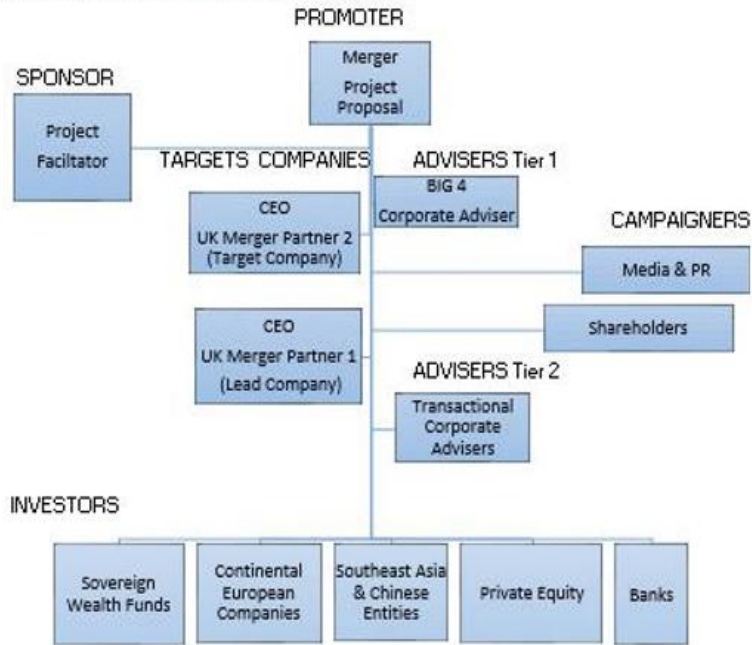 PROMOTER
Merger
Project
Proposal
SPONSOR
Project
Faciltator
TARGETS COMPANIES
ADVISERS Tier 1
CEO
UK Merger Partner 2
(Target Company)
BIG 4
Corporate Adviser
CAMPAIGNERS
Media & PR
CEO
UK Merger Partner 1
(Lead Company)
Shareholders
ADVISERS Tier 2
Transactional
Corporate
Advisers
INVESTORS
Sovereign
Wealth Funds
Continental
European
Companies
Southeast Asia
& Chinese
Entities
Private Equity
Banks